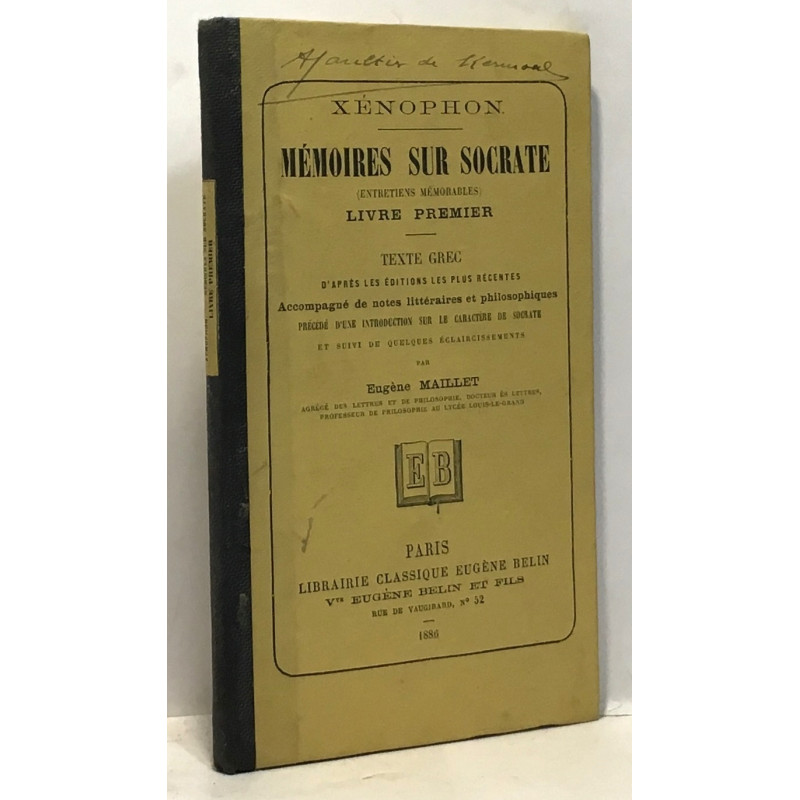 AGaultier de Kermoal
XÉNOPHON.
MÉMOIRES SUR SOCRATE
(ENTRETIENS MÉMORABLES)
LIVRE PREMIER
TEXTE GREC
D'APRÈS LES ÉDITIONS LES PLUS RÉCENTES
Accompagné de notes littéraires et philosophiques
PRÉCÉDÉ D'UNE INTRODUCTION SUR LE CARACTÈRE DE SOCRATE
ET SUIVI DE QUELQUES ÉCLAIRCISSEMENTS
PAR
Eugène MAILLET
AGRÉGÉ DES LETTRES ET DE PHILOSOPHIE, DOCTEUR ÈS LETTRES,
PROFESSEUR DE PHILOSOPHIE AU LYCÉE LOUIS-LE-GRAND
EB
PARIS
LIBRAIRIE CLASSIQUE EUGÈNE BELIN
Vve EUGÈNE BELIN ET FILS
RUE DE VAUGIRARD, N° 52
1886
LIVRE PREMIER